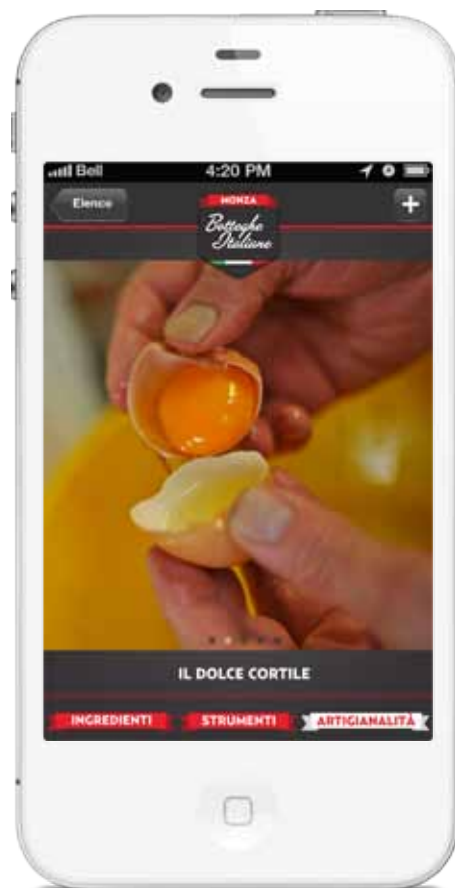 Bell 4:20 PM
Elenco
MONZA
+
Botteghe
Italiane
IL DOLCE CORTILE
INGREDIENTI STRUMENTI ARTIGIANALITÀ